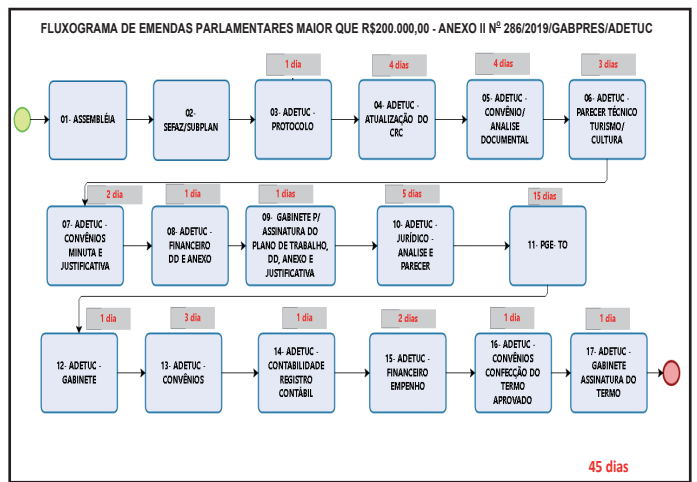 FLUXOGRAMA DE EMENDAS PARLAMENTARES MAIOR QUE R$200.000,00 - ANEXO II Nº 286/2019/GABPRES/ADETUC
1 dia
4 dias
4 dias
3 dias
01- ASSEMBLÉIA
02-
SEFAZ/SUBPLAN
03- ADETUC -
PROTOCOLO
04- ADETUC -
ATUALIZAÇÃO DO
CRC
05- ADETUC -
CONVÊNIO/
ANALISE
DOCUMENTAL
06- ADETUC -
PARECER TÉCNICO
TURISMO/
CULTURA
2 dia
1 dia
1 dias
5 dias
15 dias
07- ADETUC -
CONVÊNIOS
MINUTA E
JUSTIFICATIVA
08- ADETUC -
FINANCEIRO
DD E ANEXO
09- GABINETE P/
ASSINATURA DO
PLANO DE TRABALHO,
DD, ANEXO E
JUSTIFICATIVA
10- ADETUC -
JURÍDICO -
ANALISE E
PARECER
11- PGE- TO
1 dia
3 dia
1 dia
2 dias
1 dia
1 dia
12- ADETUC -
GABINETE
13- ADETUC -
CONVÊNIOS
14- ADETUC -
CONTABILIDADE
REGISTRO
CONTÁBIL
15- ADETUC -
FINANCEIRO
EMPENHO
16- ADETUC -
CONVÊNIOS
CONFECÇÃO DO
TERMO
APROVADO
17- ADETUC -
GABINETE
ASSINATURA DO
TERMO
45 dias